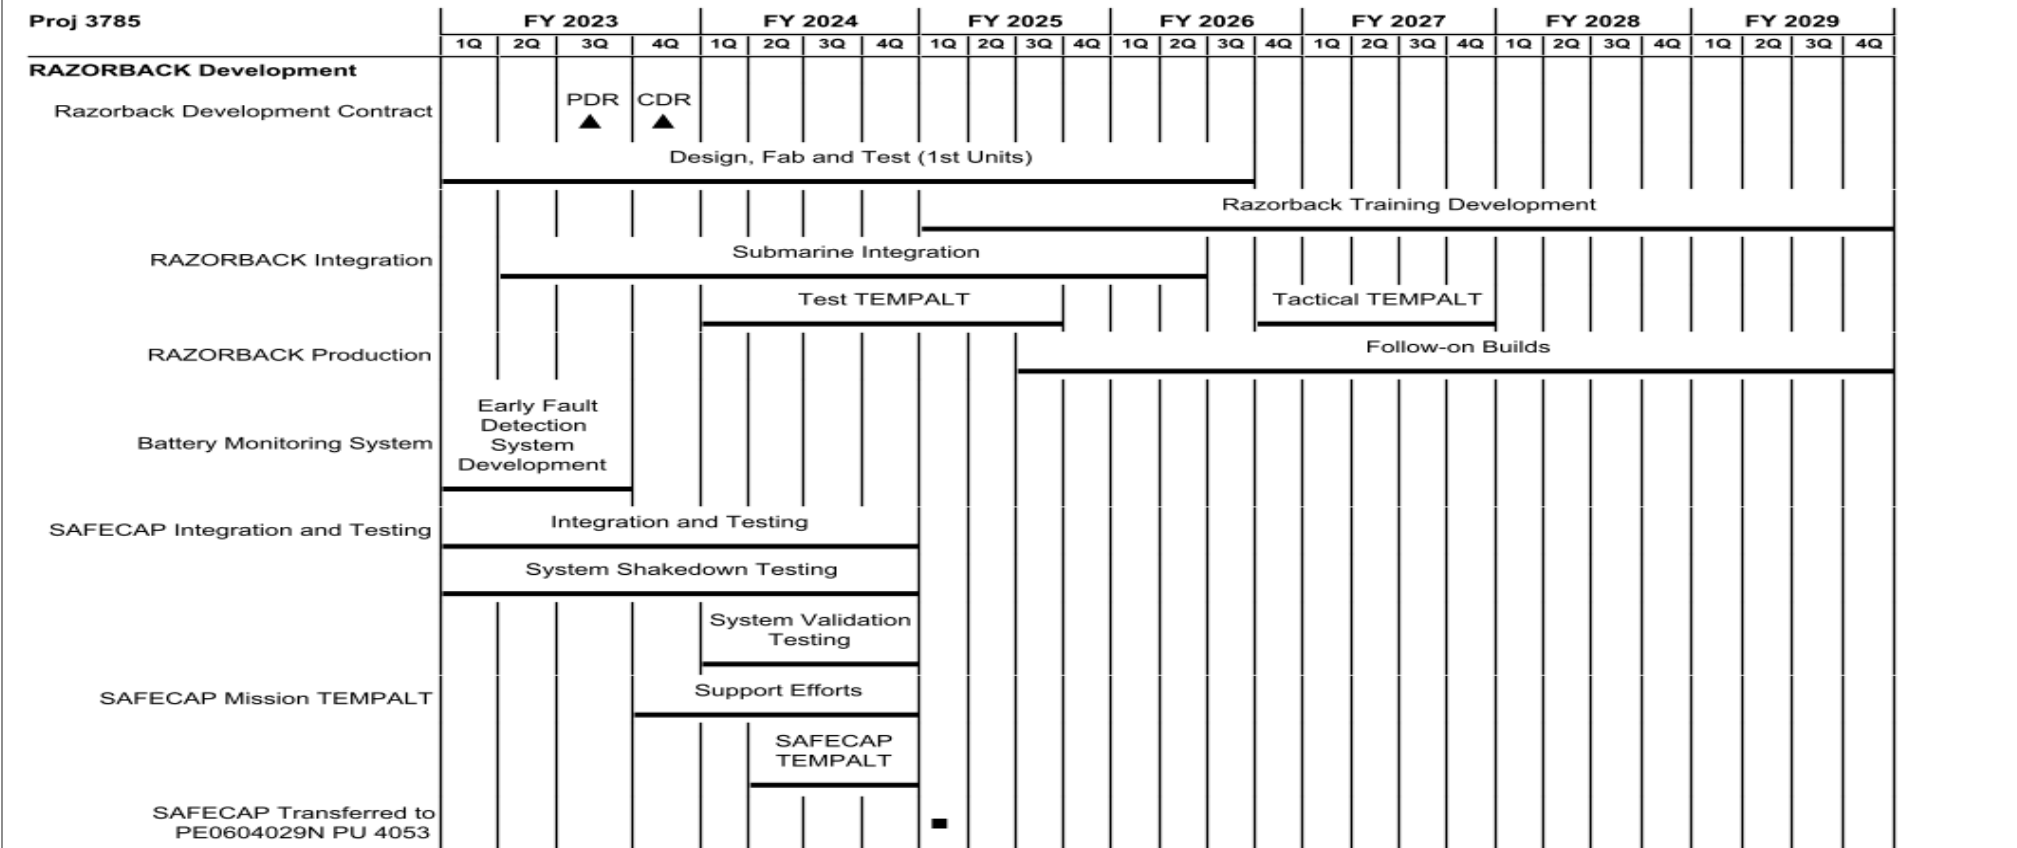 Proj 3785 FY 2023 FY 2024 FY 2025 FY 2026 FY 2027 FY 2028 FY 2029
1Q 2Q 3Q 4Q 1Q 2Q 3Q 4Q 1Q 2Q 3Q 4Q 1Q 2Q 3Q 4Q 1Q 2Q 3Q 4Q 1Q 2Q 3Q 4Q 1Q 2Q 3Q 4Q
RAZORBACK Development
Razorback Development Contract
PDR CDR
Design, Fab and Test (1st Units)
Razorback Training Development
RAZORBACK Integration
Submarine Integration
Test TEMPALT
Tactical TEMPALT
RAZORBACK Production
Follow-on Builds
Battery Monitoring System
Early Fault
Detection
System
Development
SAFECAP Integration and Testing
Integration and Testing
System Shakedown Testing
System Validation
Testing
SAFECAP Mission TEMPALT
Support Efforts
SAFECAP
TEMPALT
SAFECAP Transferred to
PE0604029N PU 4053